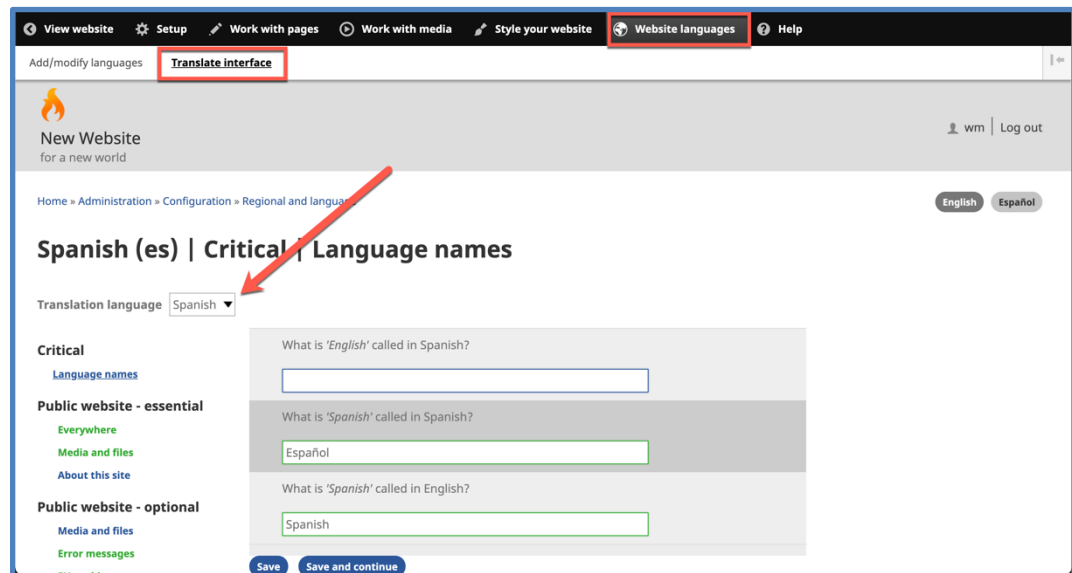 View website Setup Work with pages Work with media Style your website Website languages Help
Add/modify languages Translate interface
New Website
for a new world
wm Log out
Home » Administration » Configuration » Regional and
English Español
Spanish (es) | Critical | Language names
Translation language Spanish
Critical
Language names
Public website - essential
Everywhere
Media and files
About this site
Public website - optional
Media and files
Error messages
What is 'English' called in Spanish?
What is 'Spanish' called in Spanish?
Español
What is 'Spanish' called in English?
Spanish
Save Save and continue